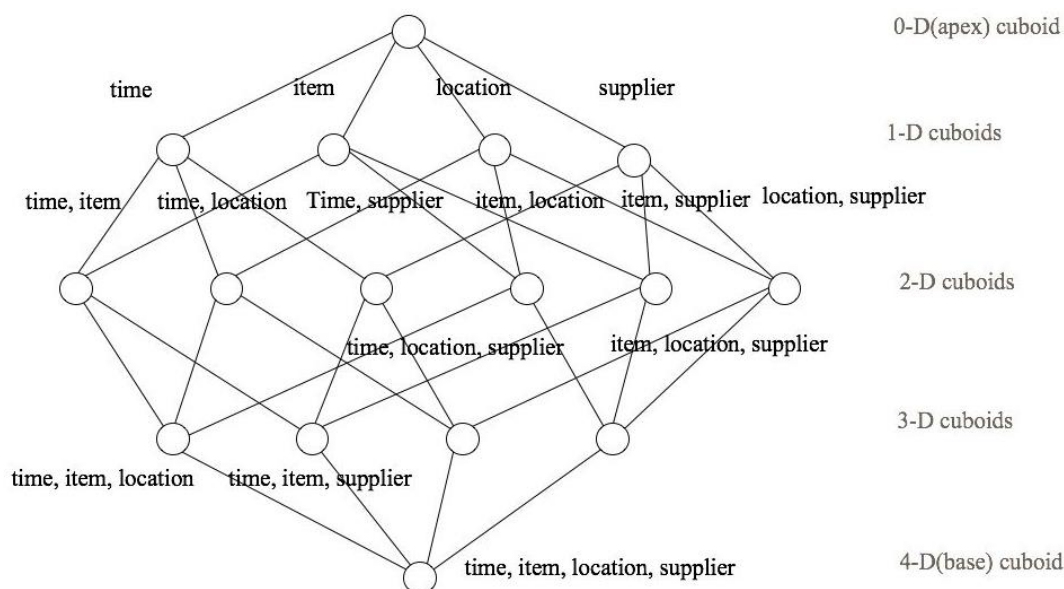 0-D(apex) cuboid
time item location supplier
1-D cuboids
time, item time, location Time, supplier item, location item, supplier location, supplier
2-D cuboids
time, location, supplier item, location, supplier
3-D cuboids
time, item, location time, item, supplier
4-D(base) cuboid
time, item, location, supplier